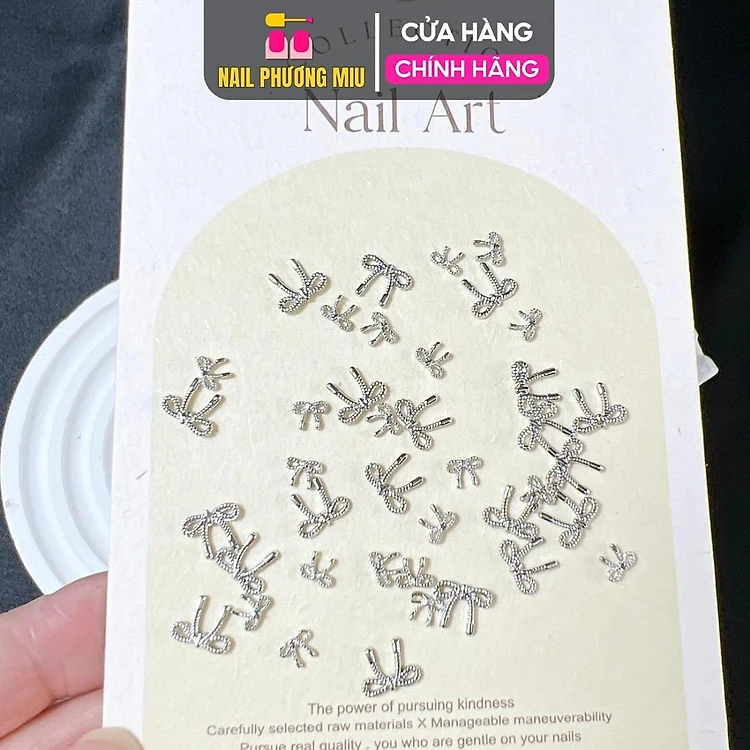 NAIL PHƯƠNG MIU
CỬA HÀNG
CHÍNH HÃNG
Nail Art
The power of pursuing kindness
Carefully selected raw materials X Manageable maneuverability
Pursue real quality , you who are gentle on your nails